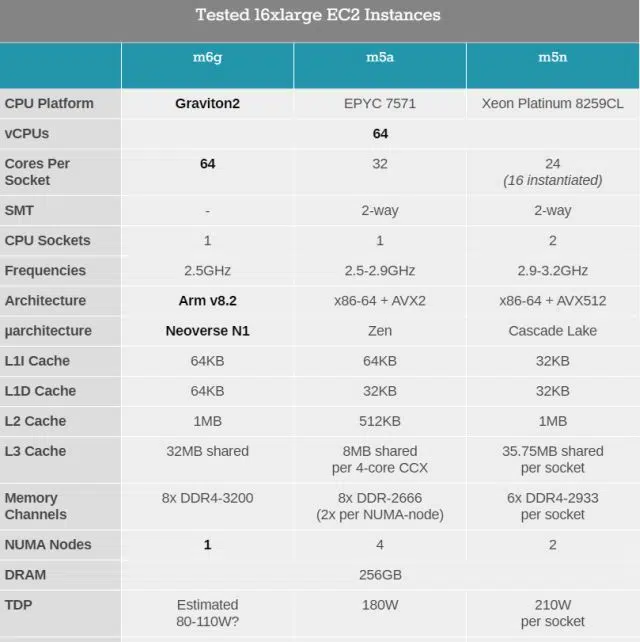 Tested 16xlarge EC2 Instances
m6g m5a m5n
CPU Platform Graviton2 EPYC 7571 Xeon Platinum 8259CL
vCPUs 64
Cores Per
Socket 64 32 24
(16 instantiated)
SMT - 2-way 2-way
CPU Sockets 1 1 2
Frequencies 2.5GHz 2.5-2.9GHz 2.9-3.2GHz
Architecture Arm v8.2 x86-64 + AVX2 x86-64 + AVX512
µarchitecture Neoverse N1 Zen Cascade Lake
L1I Cache 64KB 64KB 32KB
L1D Cache 64KB 32KB 32KB
L2 Cache 1MB 512KB 1MB
L3 Cache 32MB shared 8MB shared 35.75MB shared
per 4-core CCX per socket
Memory 8x DDR4-3200 8x DDR-2666 6x DDR4-2933
Channels (2x per NUMA-node) per socket
NUMA Nodes 1 4 2
DRAM 256GB
TDP Estimated 180W 210W
80-110W? per socket